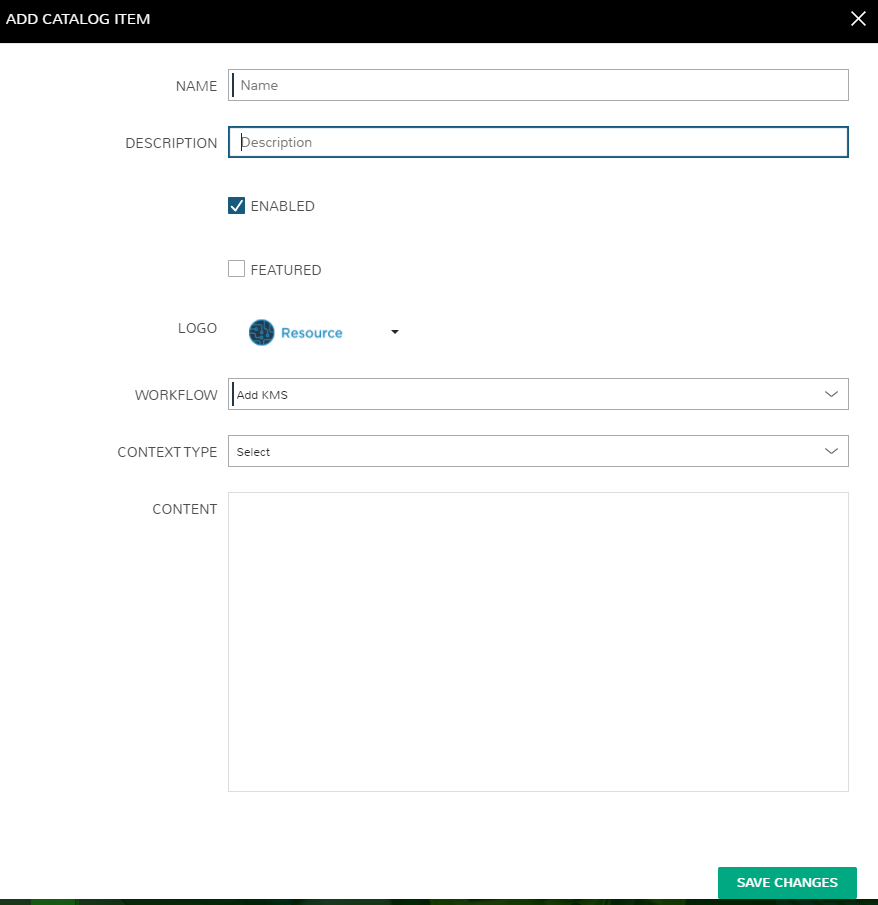 ADD CATALOG ITEM
NAME Name
DESCRIPTION Description
ENABLED
FEATURED
LOGO Resource
WORKFLOW Add KMS
CONTEXT TYPE Select
CONTENT
SAVE CHANGES